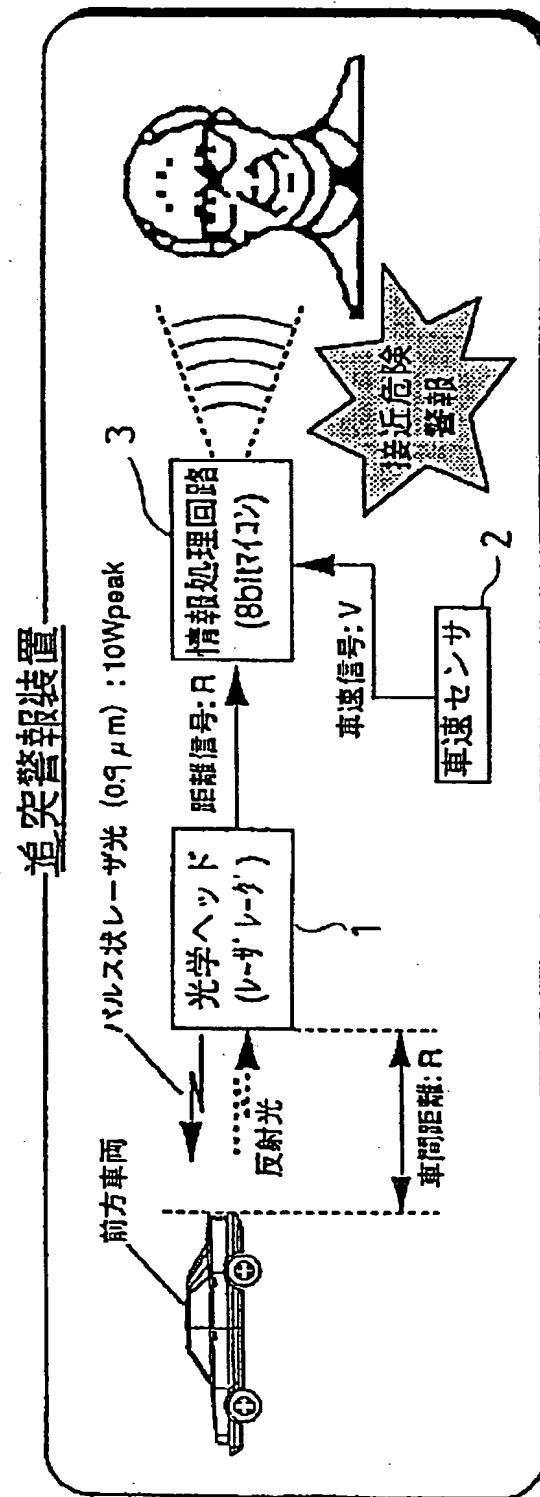 追突警報装置
前方車両
パルス状レーザ光 (0.9μm) : 10Wpeak
反射光
車間距離: R
光学ヘッド
(ﾚｰｻﾞﾚｰﾀﾞ)
1
距離信号: R
情報処理回路
(8bitﾏｲｺﾝ)
3
車速信号: V
車速センサ
2
接近危険
警報